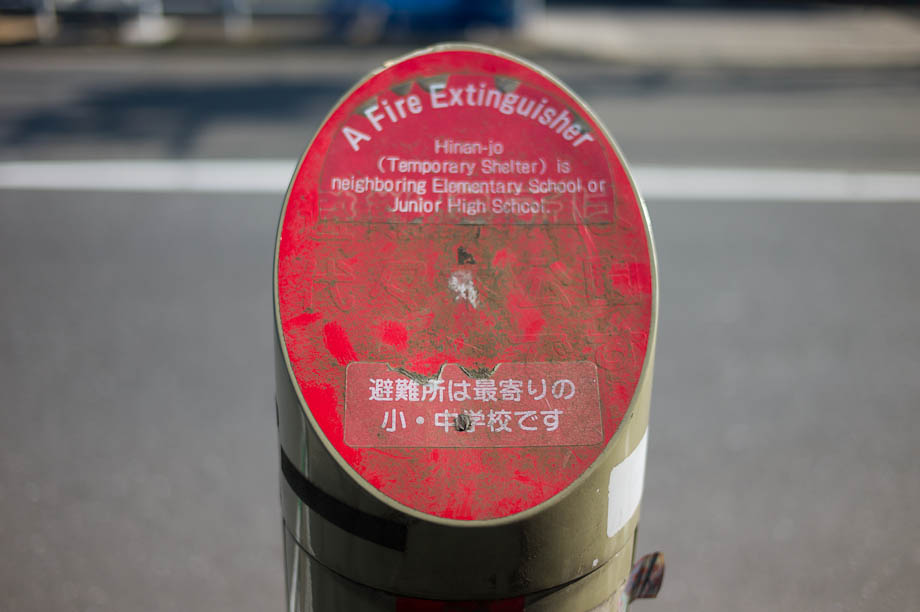 A Fire Extinguisher
Hinan-jo
(Temporary Shelter) is
neighboring Elementary School or
Junior High School.
避難所は最寄りの
小・中学校です